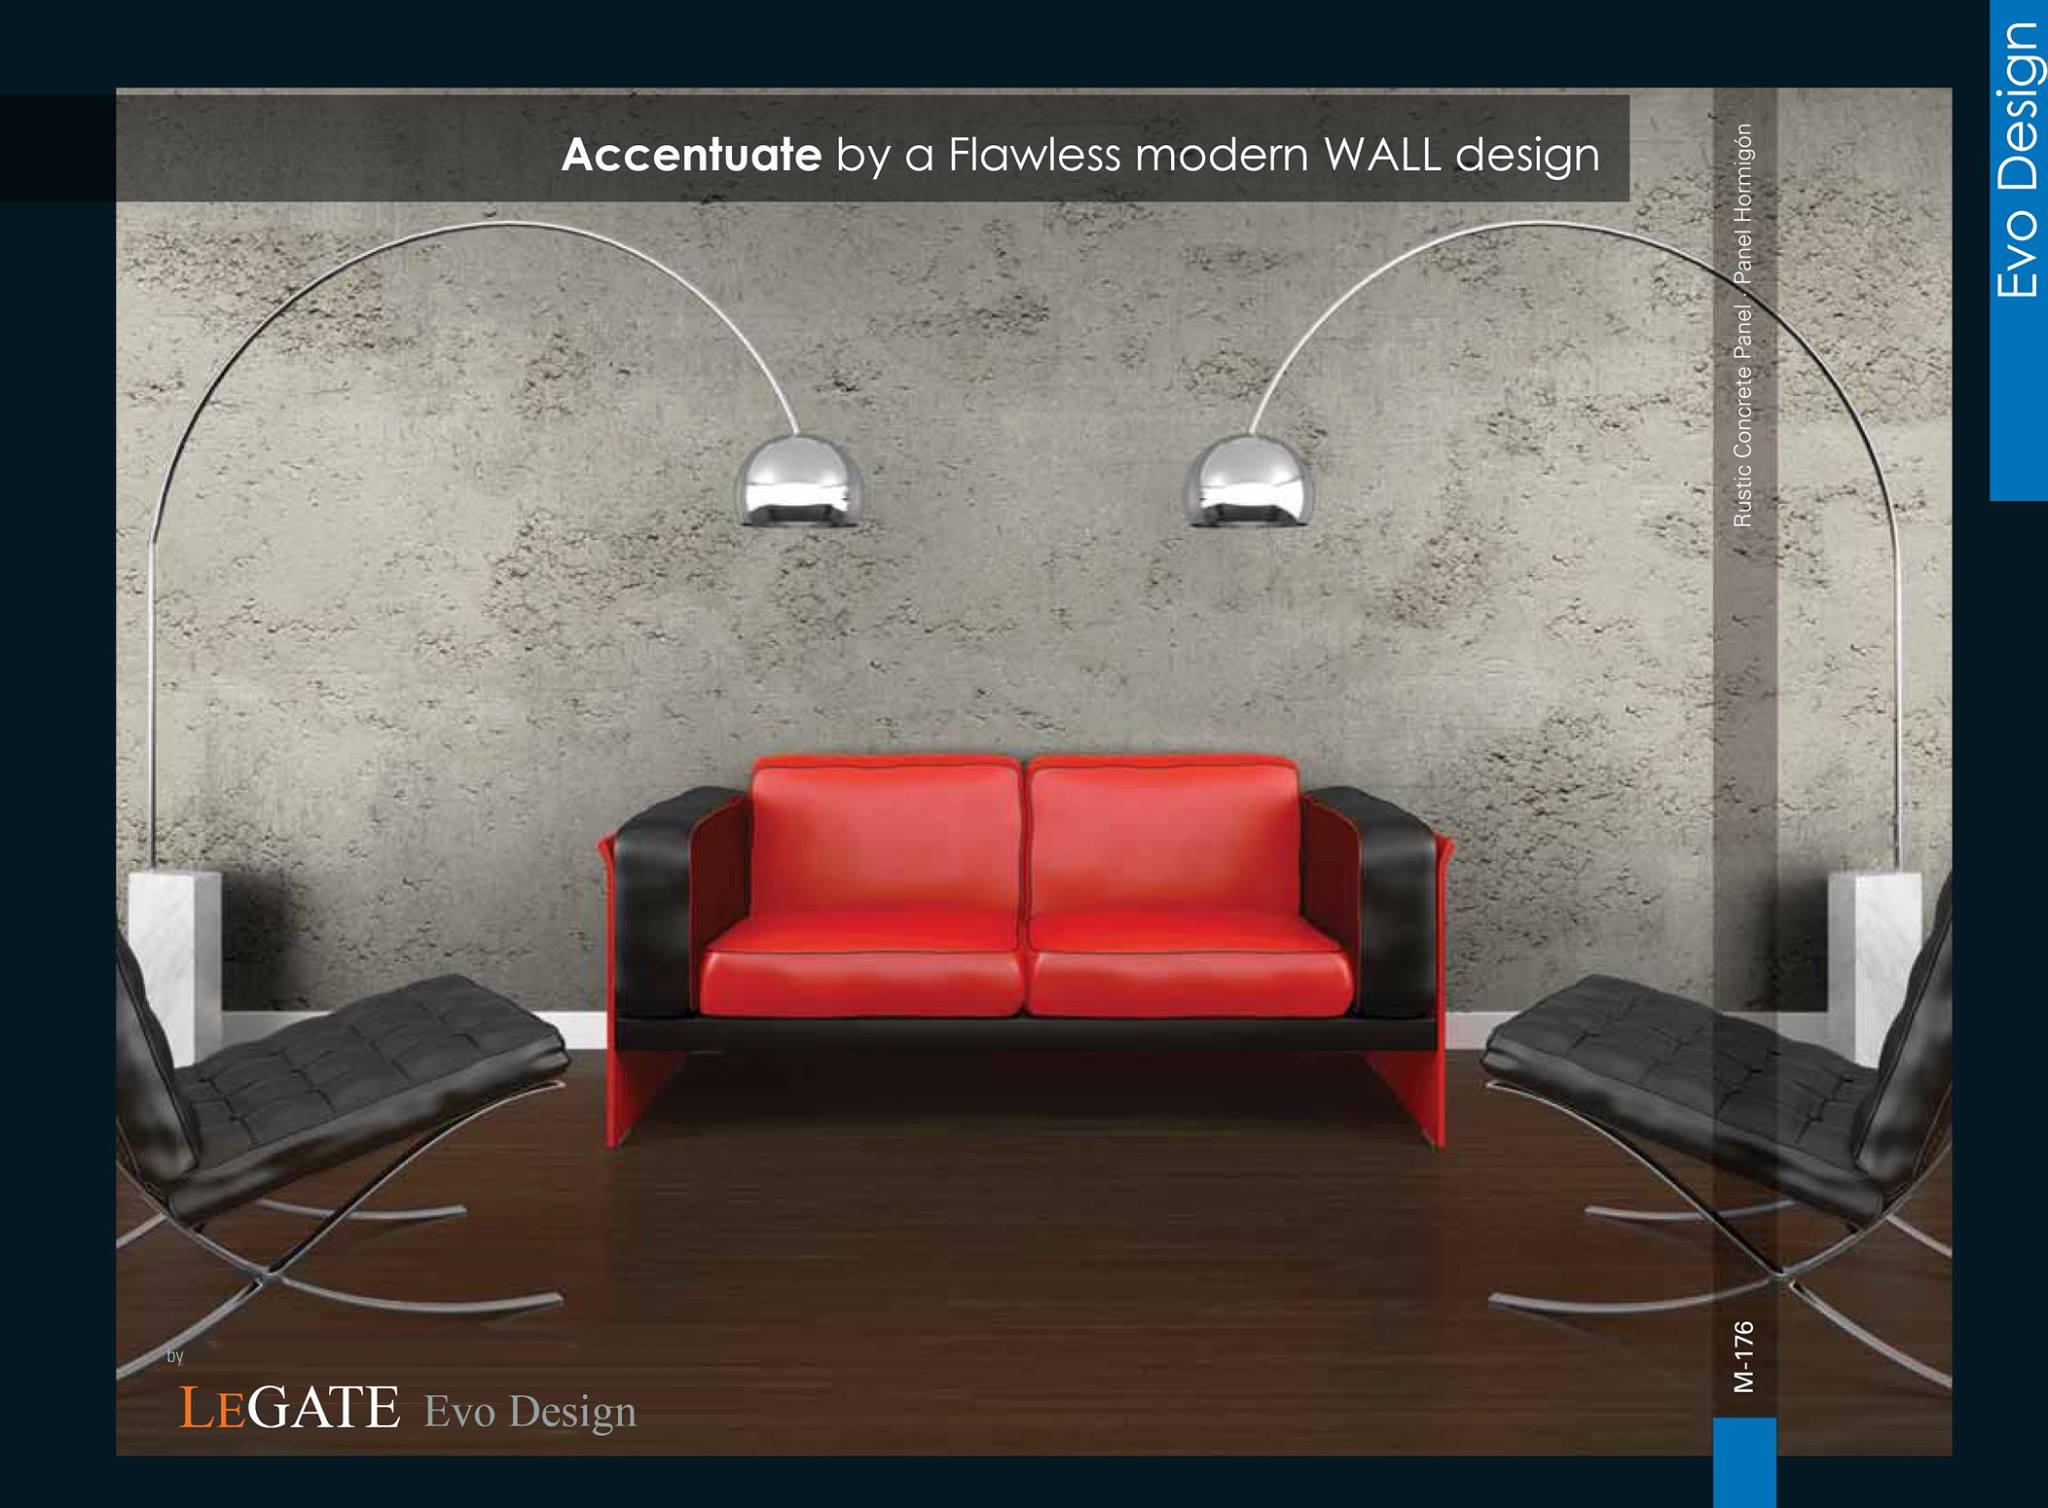 Accentuate by a Flawless modern WALL design
Evo Design
Rustic Concrete Panel . Panel Hormigón
M-176
by
LEGATE Evo Design